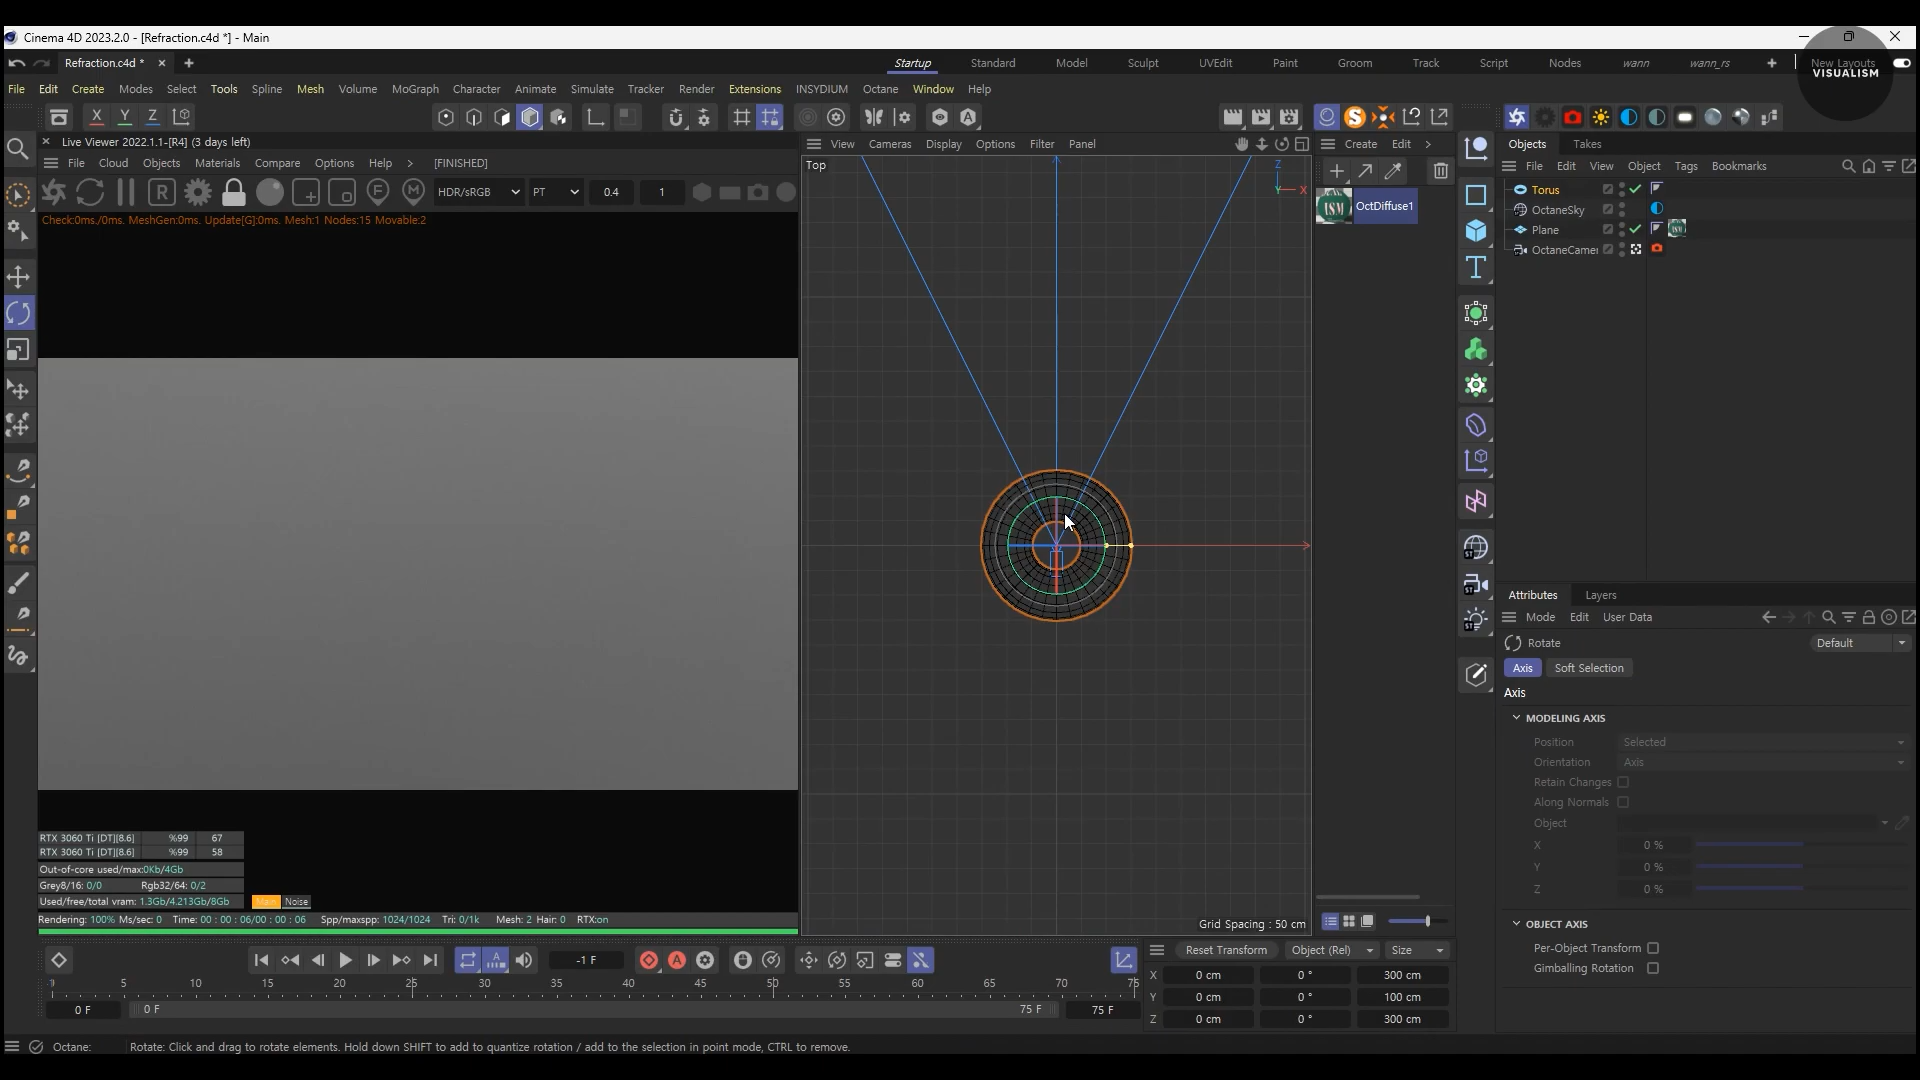 Cinema 4D 2023.2.0 - [Refraction.c4d *] - Main
Refraction.c4d *
Startup Standard Model Sculpt UVEdit Paint Groom Track Script Nodes wann wann_rs New Layouts
VISUALISM
File Edit Create Modes Select Tools Spline Mesh Volume MoGraph Character Animate Simulate Tracker Render Extensions INSYDIUM Octane Window Help
X Y Z
Live Viewer 2022.1.1-[R4] (3 days left)
File Cloud Objects Materials Compare Options Help > [FINISHED]
R F M HDR/sRGB PT 0.4 1
Check:0ms./0ms. MeshGen:0ms. Update[G]:0ms. Mesh:1 Nodes:15 Movable:2
RTX 3060 Ti [DT][8.6] %99 67
RTX 3060 Ti [DT][8.6] %99 58
Out-of-core used/max:0Kb/4Gb
Grey8/16: 0/0 Rgb32/64: 0/2
Used/free/total vram: 1.3Gb/4.213Gb/8Gb
Main Noise
Rendering: 100% Ms/sec: 0 Time: 00 : 00 : 06/00 : 00 : 06 Spp/maxspp: 1024/1024 Tri: 0/1k Mesh: 2 Hair: 0 RTX:on
View Cameras Display Options Filter Panel
Top
Z
Y X
Grid Spacing : 50 cm
Create Edit >
OctDiffuse1
Objects Takes
File Edit View Object Tags Bookmarks
Torus
OctaneSky
Plane
OctaneCamer
Attributes Layers
Mode Edit User Data
Rotate Default
Axis Soft Selection
Axis
MODELING AXIS
Position Selected
Orientation Axis
Retain Changes
Along Normals
Object
X 0 %
Y 0 %
Z 0 %
OBJECT AXIS
Per-Object Transform
Gimballing Rotation
-1 F
5 10 15 20 25 30 35 40 45 50 55 60 65 70 75
0 F 0 F 75 F 75 F
Reset Transform Object (Rel) Size
X 0 cm 0 ° 300 cm
Y 0 cm 0 ° 100 cm
Z 0 cm 0 ° 300 cm
Octane: Rotate: Click and drag to rotate elements. Hold down SHIFT to add to quantize rotation / add to the selection in point mode, CTRL to remove.